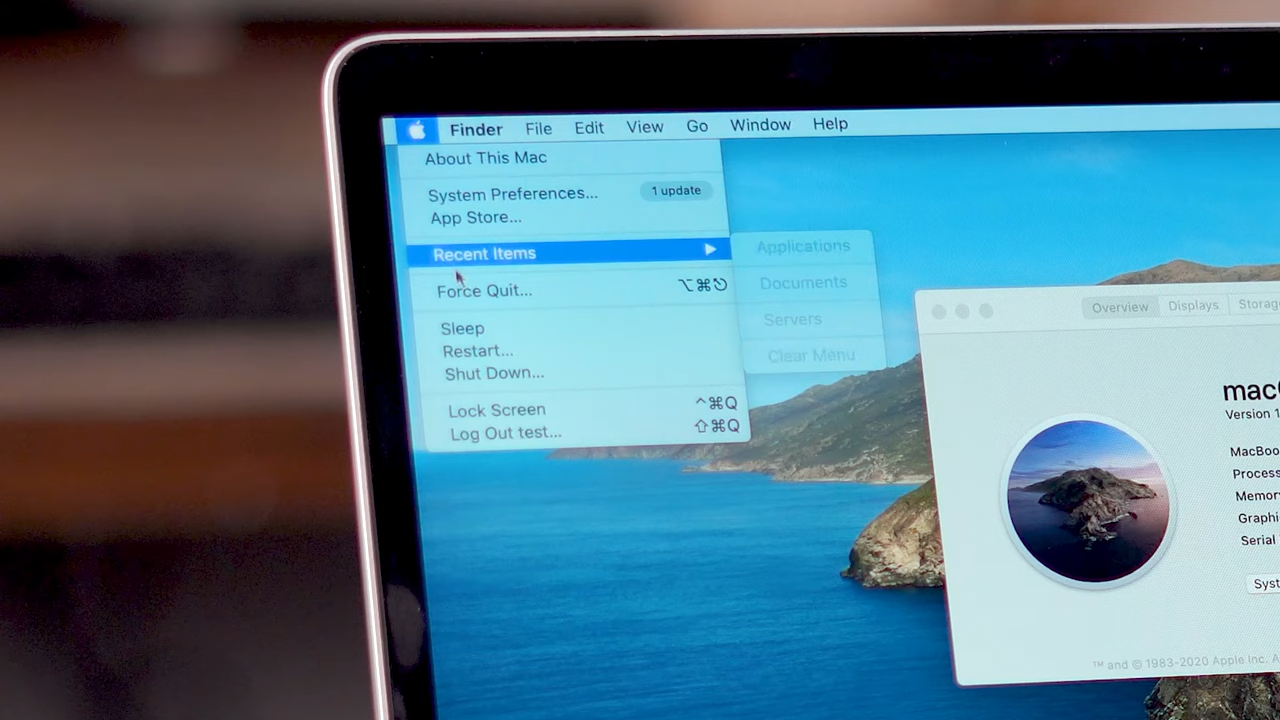 Finder File Edit View Go Window Help
About This Mac
System Preferences... 1 update
App Store...
Recent Items
Force Quit... ⌥⌘⎋
Sleep
Restart...
Shut Down...
Lock Screen ^⌘Q
Log Out test... ⇧⌘Q
Applications
Documents
Servers
Clear Menu
Overview Displays Storag
mac
Version 1
MacBoo
Process
Memor
Graphi
Serial
Syst
™ and © 1983-2020 Apple Inc. A